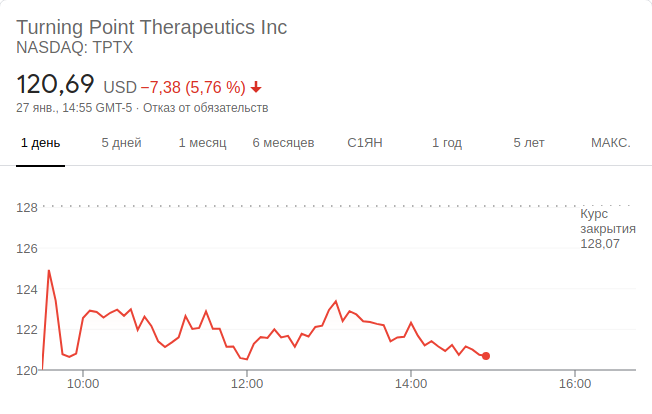 Turning Point Therapeutics Inc
NASDAQ: TPTX
120,69 USD −7,38 (5,76 %)
27 янв., 14:55 GMT-5 · Отказ от обязательств
1 день 5 дней 1 месяц 6 месяцев С1ЯН 1 год 5 лет МАКС.
128
Курс
закрытия
128,07
126
124
122
120
10:00 12:00 14:00 16:00